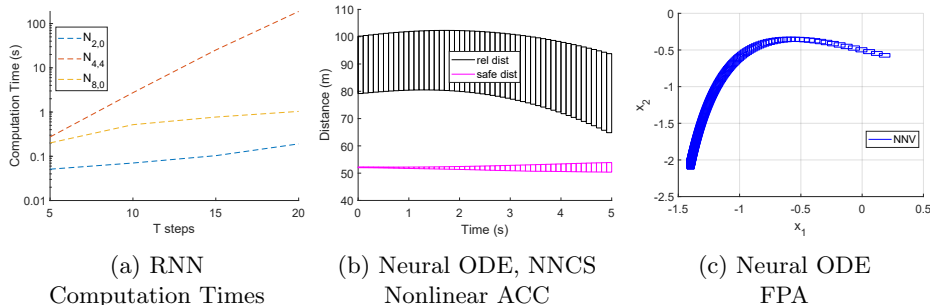 Computation Time (s)
100
10
1
0.1
0.01
N2,0
N4,4
N8,0
5
10
15
20
T steps
(a) RNN
Computation Times
Distance (m)
110
100
90
80
70
60
50
40
rel dist
safe dist
0
1
2
3
4
5
Time (s)
(b) Neural ODE, NNCS
Nonlinear ACC
x2
0
-0.5
-1
-1.5
-2
-2.5
NNV
-1.5
-1
-0.5
0
0.5
x1
(c) Neural ODE
FPA